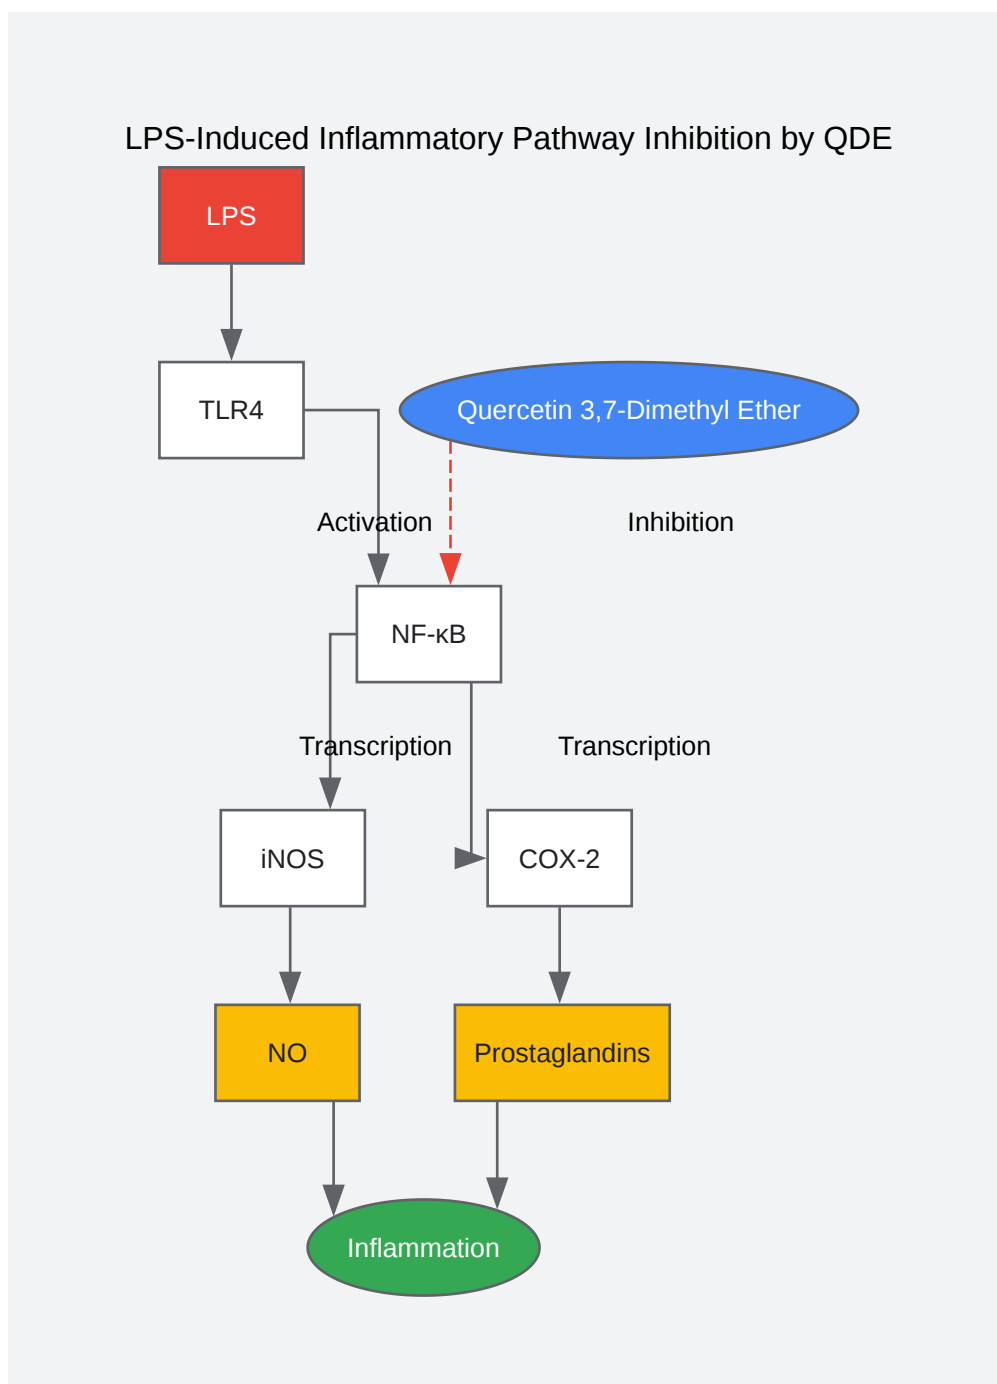 LPS-Induced Inflammatory Pathway Inhibition by QDE
LPS
TLR4
Quercetin 3,7-Dimethyl Ether
Activation
Inhibition
NF-κB
Transcription
Transcription
iNOS
COX-2
NO
Prostaglandins
Inflammation